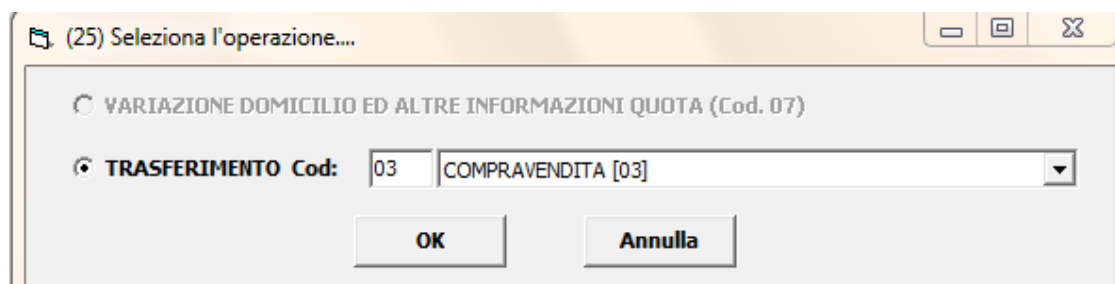 (25) Seleziona l'operazione....
VARIAZIONE DOMICILIO ED ALTRE INFORMAZIONI QUOTA (Cod. 07)
TRASFERIMENTO Cod: 03 COMPRAVENDITA [03]
OK Annulla